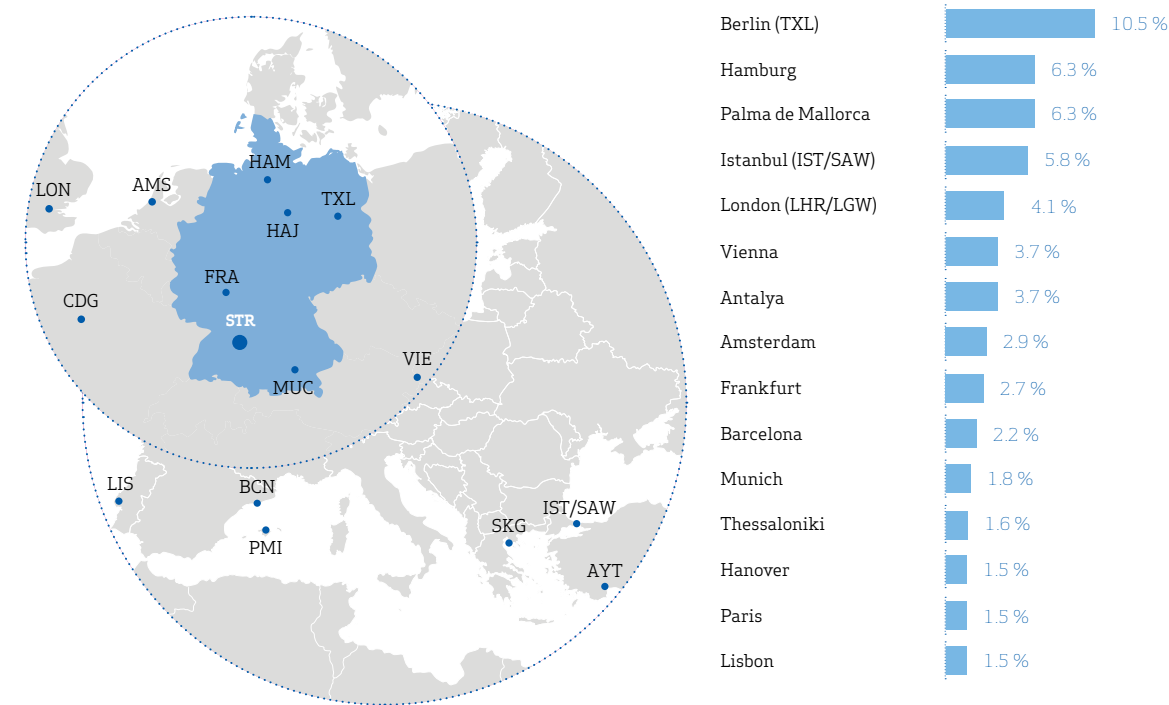 HAM
LON
AMS
TXL
HAJ
FRA
CDG
STR
VIE
MUC
LIS
BCN
IST/SAW
SKG
PMI
AYT
Berlin (TXL) 10.5 %
Hamburg 6.3 %
Palma de Mallorca 6.3 %
Istanbul (IST/SAW) 5.8 %
London (LHR/LGW) 4.1 %
Vienna 3.7 %
Antalya 3.7 %
Amsterdam 2.9 %
Frankfurt 2.7 %
Barcelona 2.2 %
Munich 1.8 %
Thessaloniki 1.6 %
Hanover 1.5 %
Paris 1.5 %
Lisbon 1.5 %